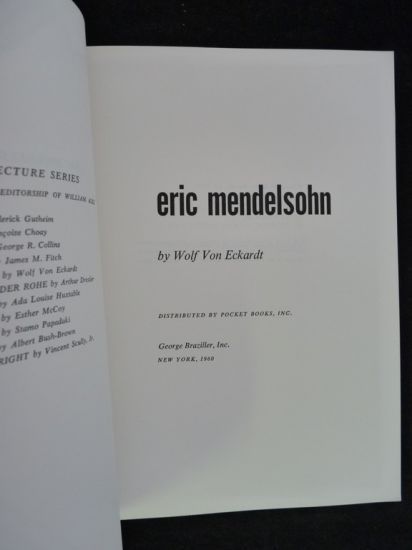 ECTURE SERIES
EDITORSHIP OF WILLIAM
derick Gutheim
nçoise Choay
George R. Collins
James M. Fitch
by Wolf Von Eckardt
DER ROHE by Arthur Drexler
by Ada Louise Huxtable
by Esther McCoy
by Stamo Papadaki
by Albert Bush-Brown
RIGHT by Vincent Scully, Jr.
eric mendelsohn
by Wolf Von Eckardt
DISTRIBUTED BY POCKET BOOKS, INC.
George Braziller, Inc.
NEW YORK, 1960